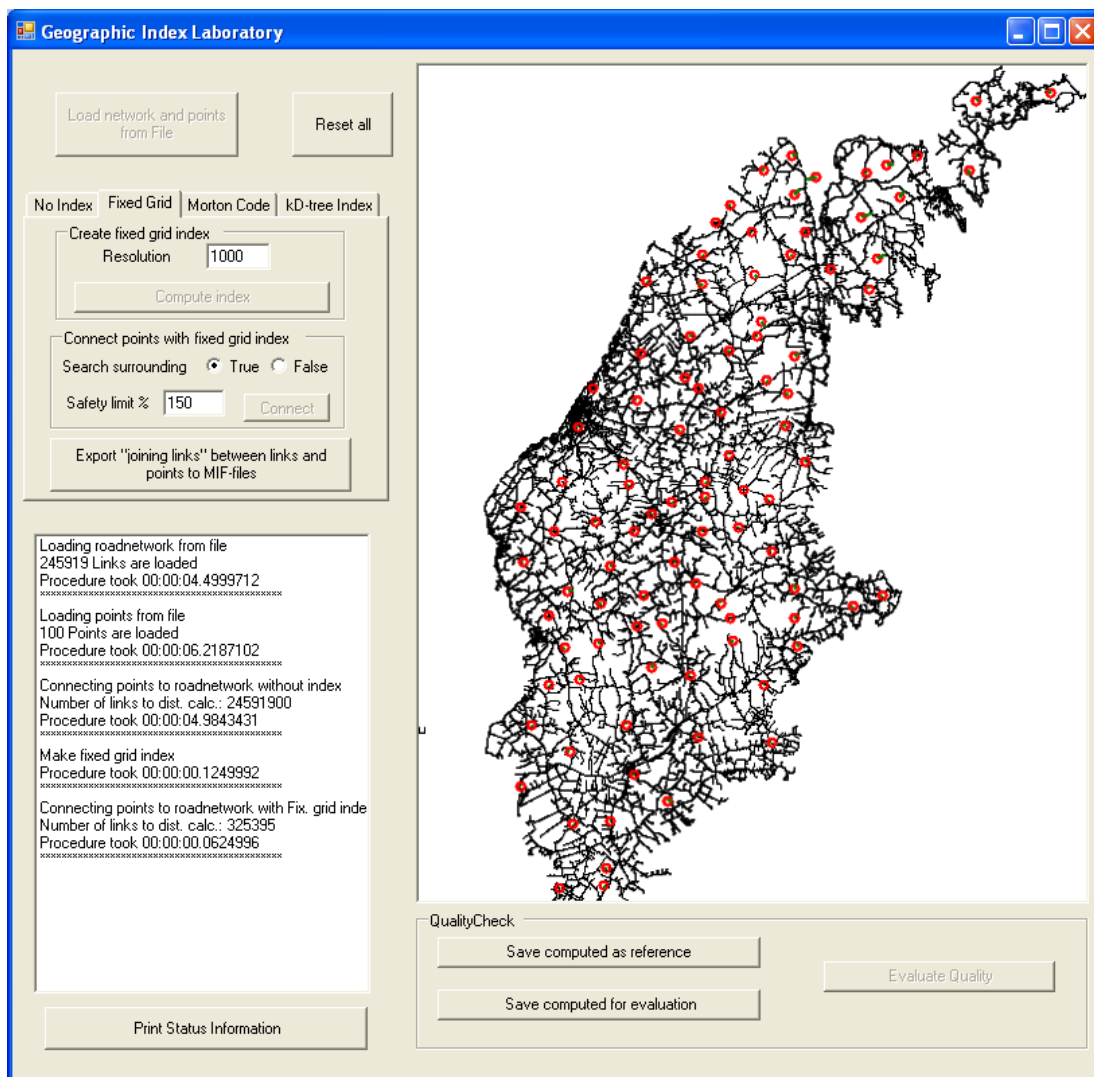 Geographic Index Laboratory
Load network and points
from File
Reset all
No Index
Fixed Grid
Morton Code
kD-tree Index
Create fixed grid index
Resolution
1000
Compute index
Connect points with fixed grid index
Search surrounding
True
False
Safety limit %
150
Connect
Export "joining links" between links and
points to MIF-files
Loading roadnetwork from file
245919 Links are loaded
Procedure took 00:00:04.4999712
Loading points from file
100 Points are loaded
Procedure took 00:00:06.2187102
Connecting points to roadnetwork without index
Number of links to dist. calc.: 24591900
Procedure took 00:00:04.9843431
Make fixed grid index
Procedure took 00:00:00.1249992
Connecting points to roadnetwork with Fix. grid inde
Number of links to dist. calc.: 325395
Procedure took 00:00:00.0624996
Print Status Information
QualityCheck
Save computed as reference
Save computed for evaluation
Evaluate Quality